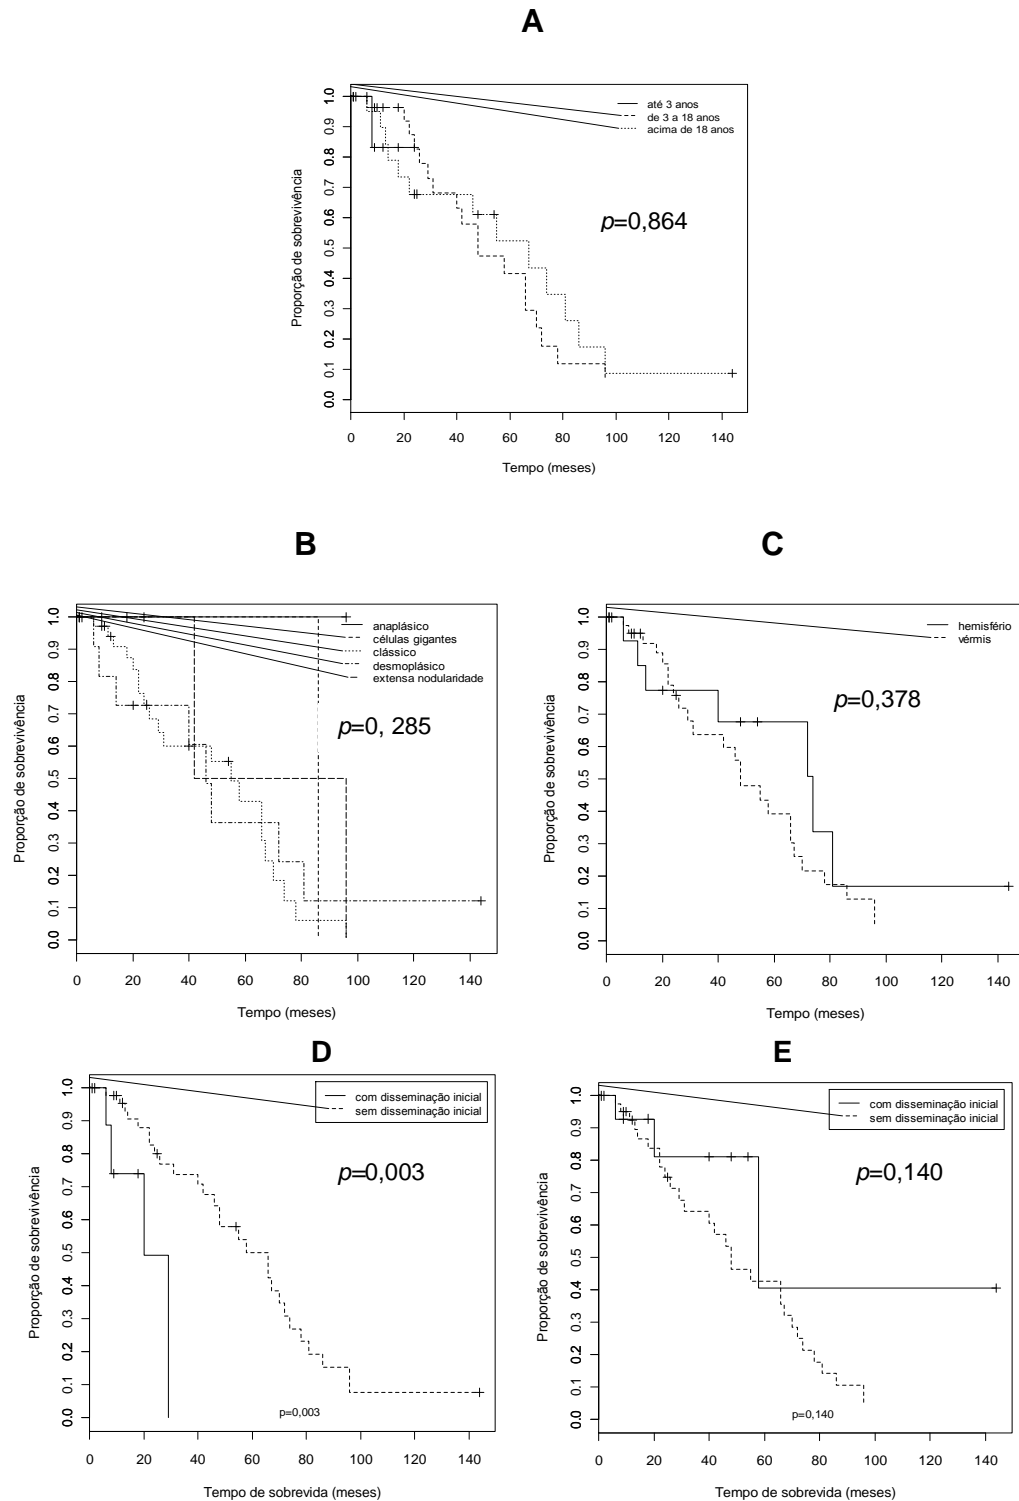 A
Proporção de sobrevivência
1.0
0.9
0.8
0.7
0.6
0.5
0.4
0.3
0.2
0.1
0.0
até 3 anos
de 3 a 18 anos
acima de 18 anos
p=0,864
0 20 40 60 80 100 120 140
Tempo (meses)
B
Proporção de sobrevivência
1.0
0.9
0.8
0.7
0.6
0.5
0.4
0.3
0.2
0.1
0.0
anaplásico
células gigantes
clássico
desmoplásico
extensa nodularidade
p=0, 285
0 20 40 60 80 100 120 140
Tempo (meses)
C
Proporção de sobrevivência
1.0
0.9
0.8
0.7
0.6
0.5
0.4
0.3
0.2
0.1
0.0
hemisfério
vérmis
p=0,378
0 20 40 60 80 100 120 140
Tempo (meses)
D
Proporção de sobrevivência
1.0
0.9
0.8
0.7
0.6
0.5
0.4
0.3
0.2
0.1
0.0
com disseminação inicial
sem disseminação inicial
p=0,003
p=0,003
0 20 40 60 80 100 120 140
Tempo de sobrevida (meses)
E
Proporção de sobrevivência
1.0
0.9
0.8
0.7
0.6
0.5
0.4
0.3
0.2
0.1
0.0
com disseminação inicial
sem disseminação inicial
p=0,140
p=0,140
0 20 40 60 80 100 120 140
Tempo de sobrevida (meses)